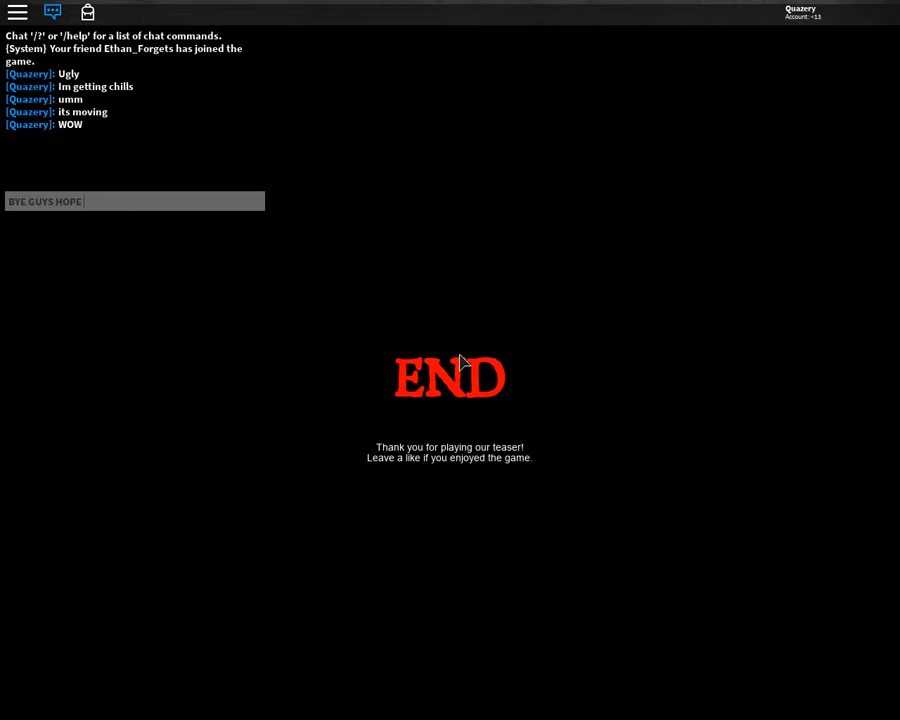 Quazery
Account: <13
Chat '/?' or '/help' for a list of chat commands.
{System} Your friend Ethan_Forgets has joined the
game.
[Quazery]: Ugly
[Quazery]: Im getting chills
[Quazery]: umm
[Quazery]: its moving
[Quazery]: WOW
BYE GUYS HOPE
END
Thank you for playing our teaser!
Leave a like if you enjoyed the game.